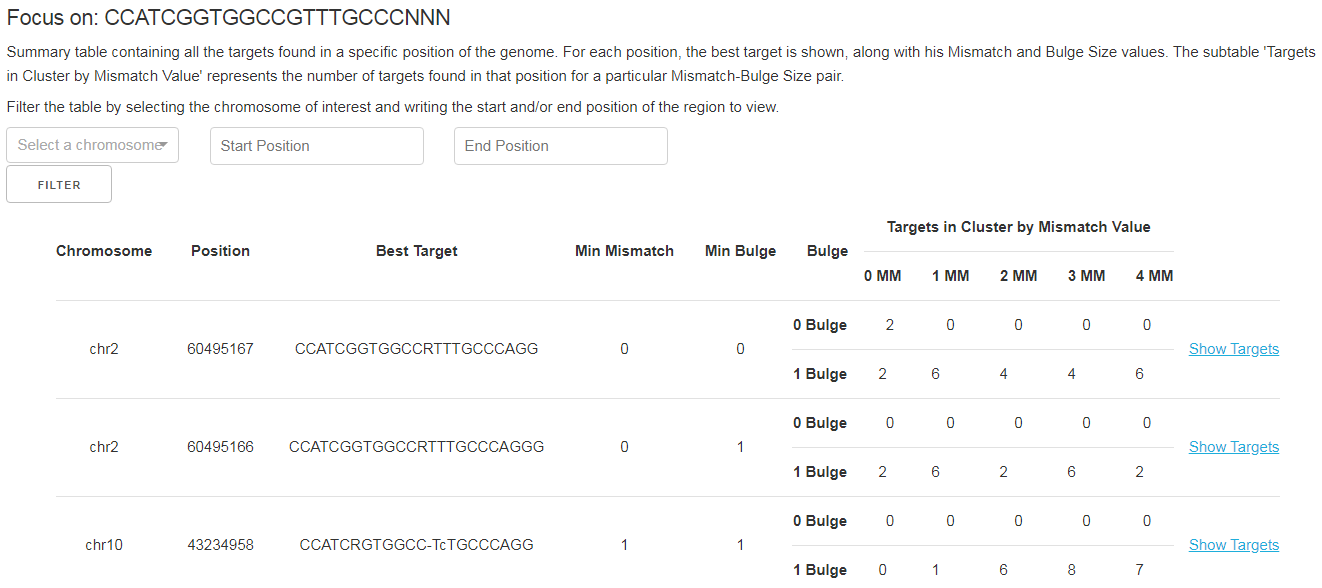 Focus on: CCATCGGTGGCCGTTTGCCCNNN
Summary table containing all the targets found in a specific position of the genome. For each position, the best target is shown, along with his Mismatch and Bulge Size values. The subtable 'Targets
in Cluster by Mismatch Value' represents the number of targets found in that position for a particular Mismatch-Bulge Size pair.
Filter the table by selecting the chromosome of interest and writing the start and/or end position of the region to view.
Select a chromosome Start Position End Position
FILTER
Targets in Cluster by Mismatch Value
Chromosome Position Best Target Min Mismatch Min Bulge Bulge
0 MM 1 MM 2 MM 3 MM 4 MM
0 Bulge 2 0 0 0 0
chr2 60495167 CCATCGGTGGCCRTTTGCCCAGG 0 0 Show Targets
1 Bulge 2 6 4 4 6
0 Bulge 0 0 0 0 0
chr2 60495166 CCATCGGTGGCCRTTTGCCCAGGG 0 1 Show Targets
1 Bulge 2 6 2 6 2
0 Bulge 0 0 0 0 0
chr10 43234958 CCATCRGTGGCC-TcTGCCCAGG 1 1 Show Targets
1 Bulge 0 1 6 8 7